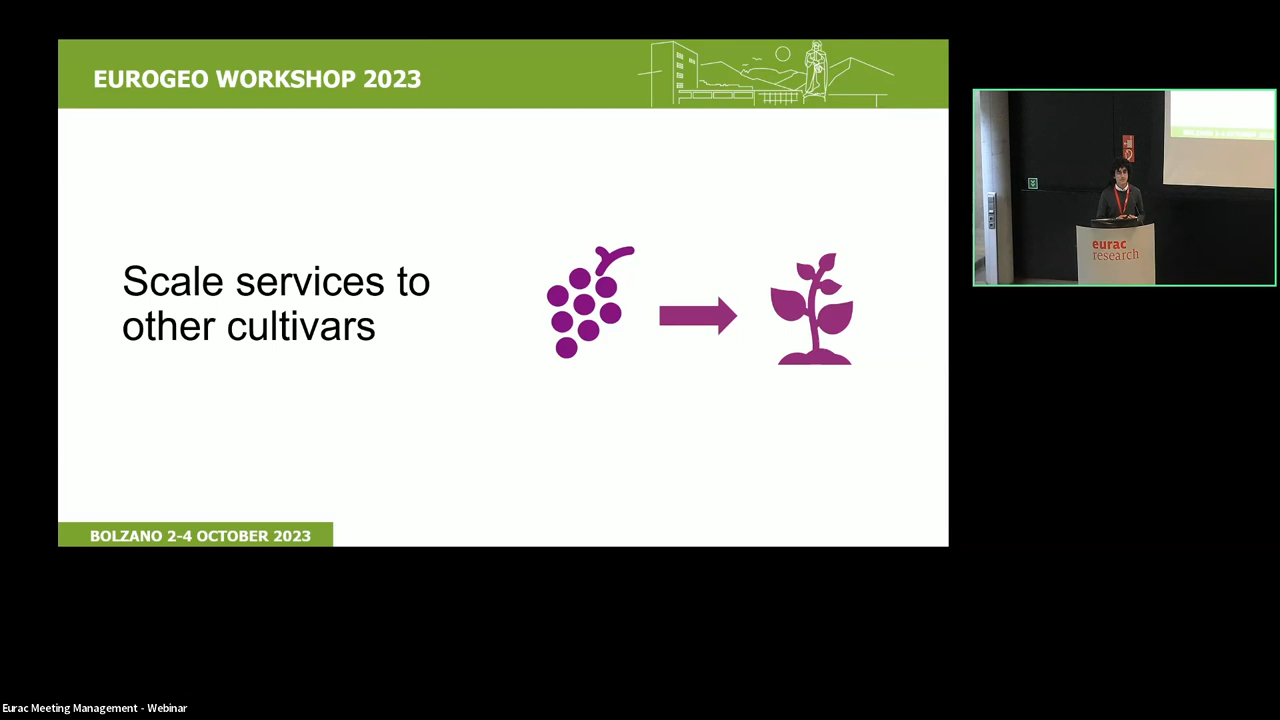 EUROGEO WORKSHOP 2023
Scale services to
other cultivars
BOLZANO 2-4 OCTOBER 2023
eurac
research
Eurac Meeting Management - Webinar